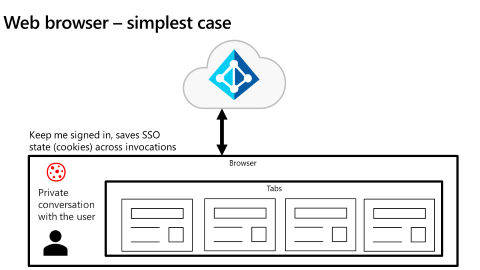 Web browser – simplest case
Keep me signed in, saves SSO
state (cookies) across invocations
Browser
Private
conversation
with the user
Tabs